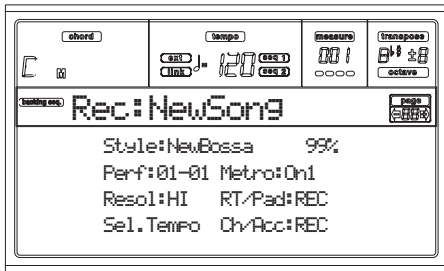 chord tempo measure transpose
C M ext link ♩= 120 seq 1 seq 2 001 B♭♮ ±8 octave
backing seq. Rec:NewSong page
Style:NewBossa 99%
Perf:01-01 Metro:On1
Resol:HI RT/Pad:REC
Sel.Tempo Ch/Acc:REC